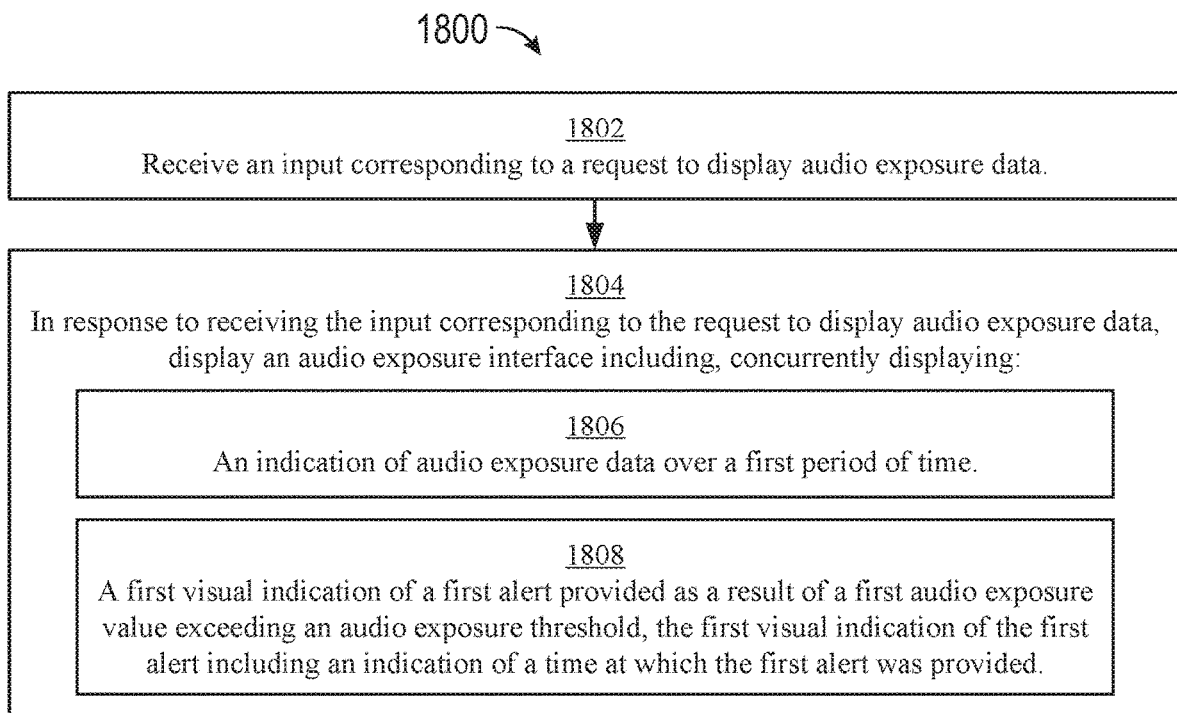 1800
1802
Receive an input corresponding to a request to display audio exposure data.
1804
In response to receiving the input corresponding to the request to display audio exposure data,
display an audio exposure interface including, concurrently displaying:
1806
An indication of audio exposure data over a first period of time.
1808
A first visual indication of a first alert provided as a result of a first audio exposure
value exceeding an audio exposure threshold, the first visual indication of the first
alert including an indication of a time at which the first alert was provided.